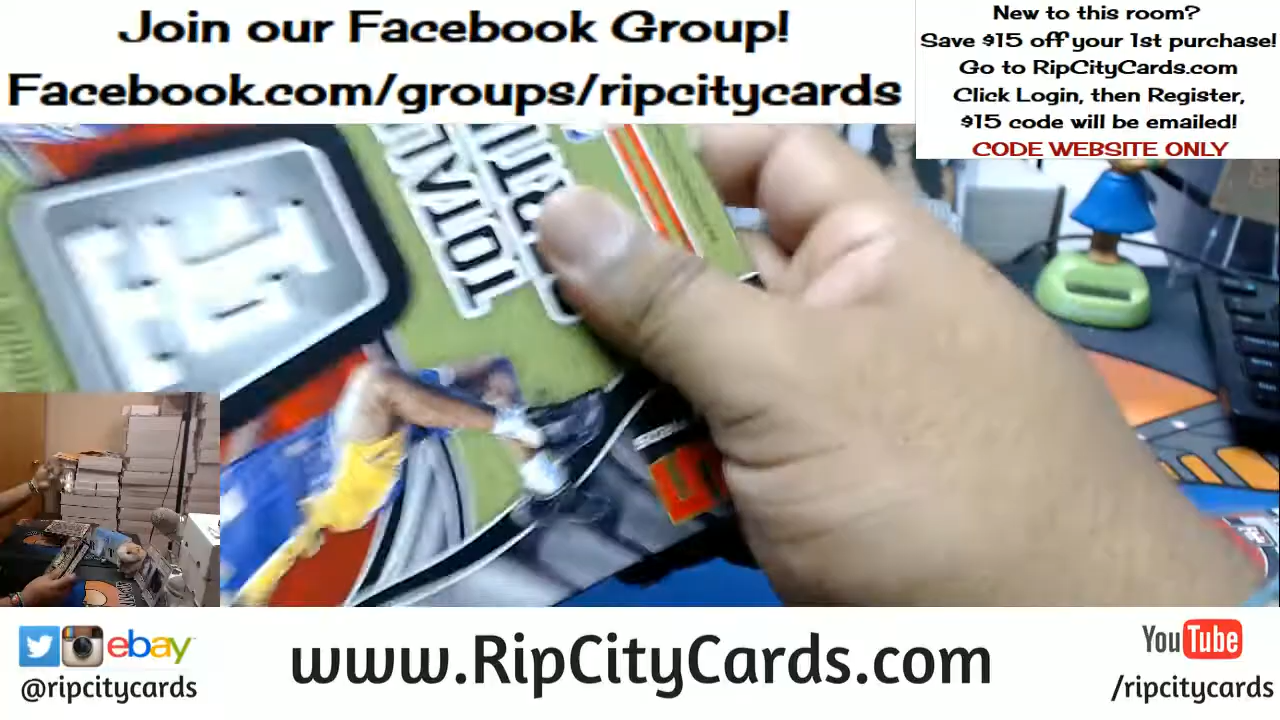 Join our Facebook Group!
Facebook.com/groups/ripcitycards
New to this room?
Save $15 off your 1st purchase!
Go to RipCityCards.com
Click Login, then Register,
$15 code will be emailed!
CODE WEBSITE ONLY
ebay
@ripcitycards
www.RipCityCards.com
YouTube
/ripcitycards